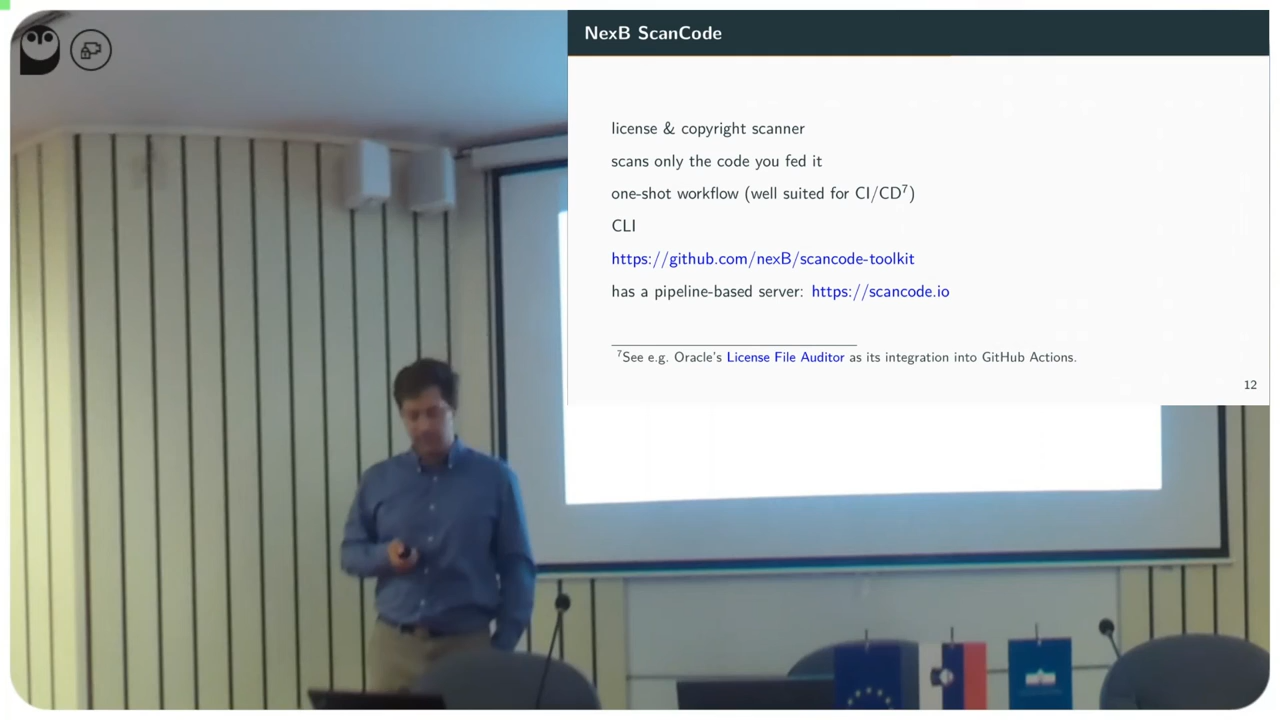 NexB ScanCode
license & copyright scanner
scans only the code you fed it
one-shot workflow (well suited for CI/CD⁷)
CLI
https://github.com/nexB/scancode-toolkit
has a pipeline-based server: https://scancode.io
⁷See e.g. Oracle's License File Auditor as its integration into GitHub Actions.
12